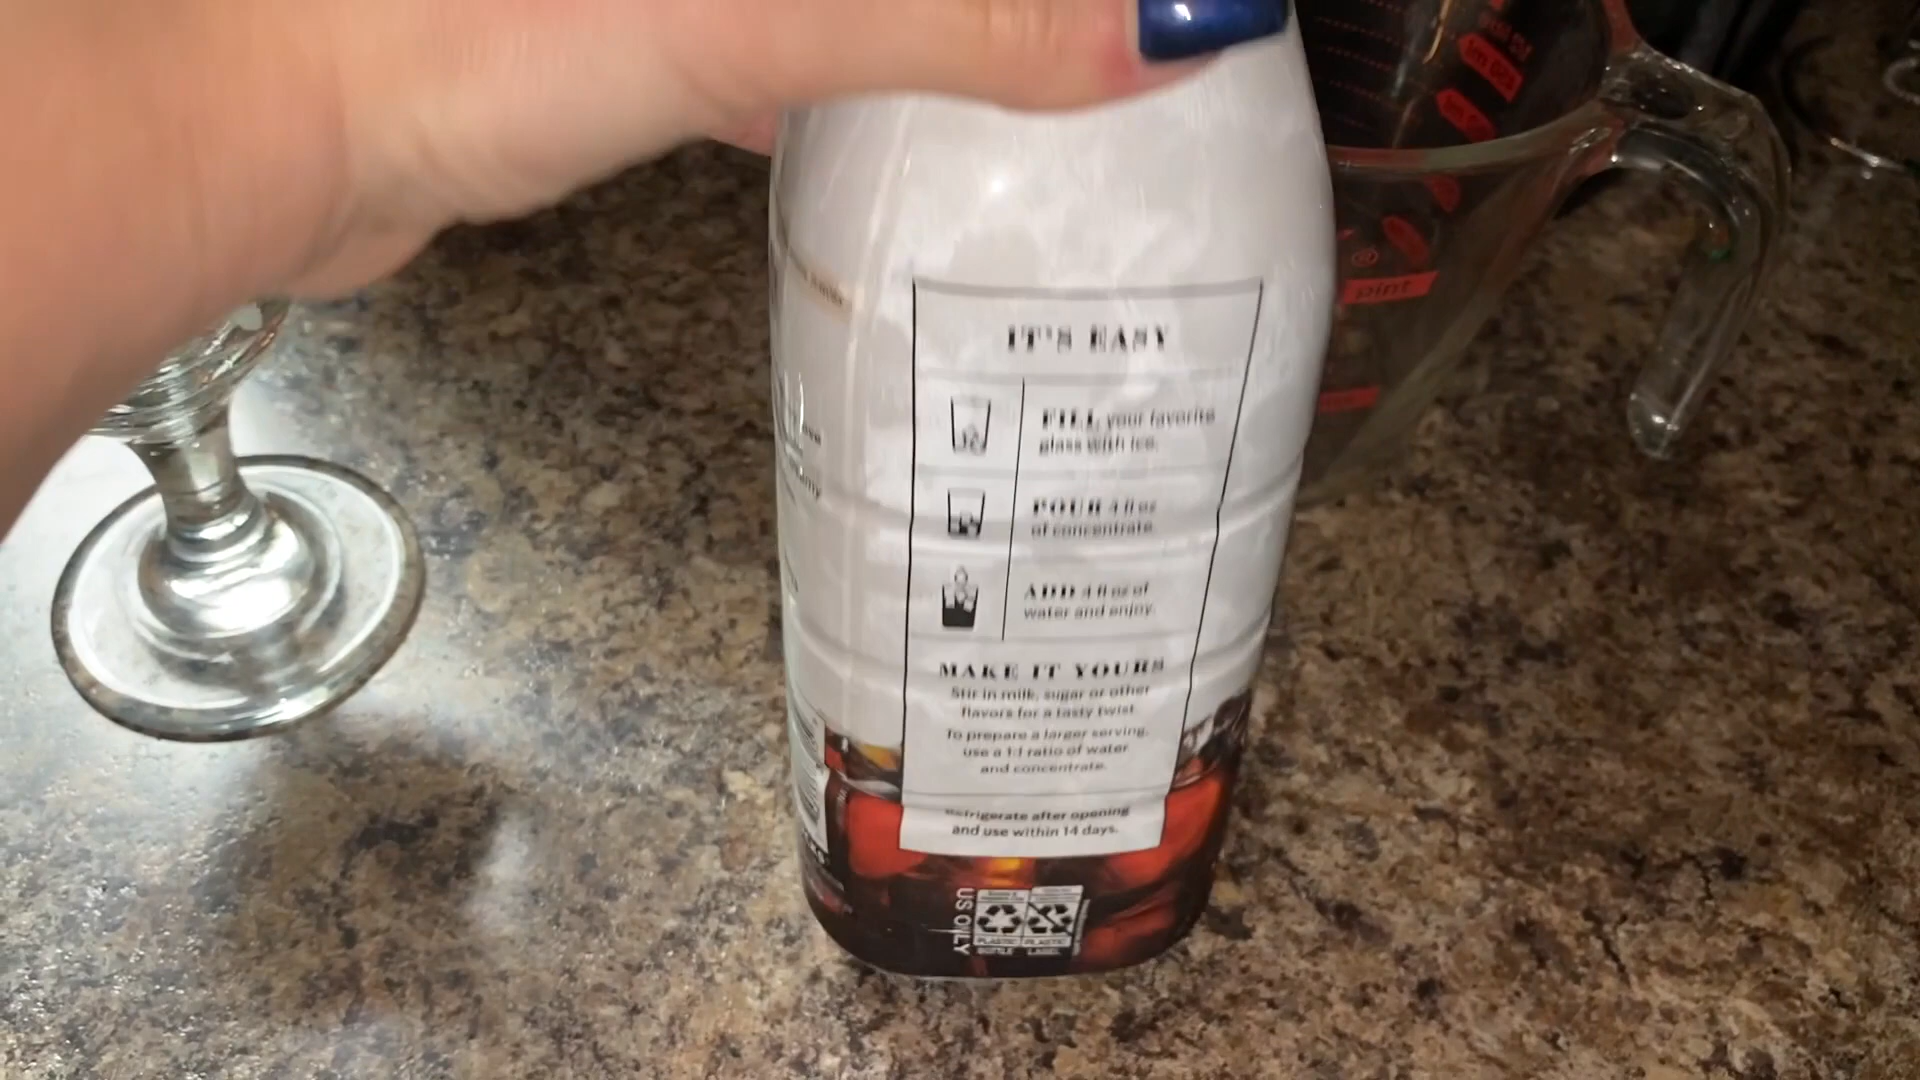 IT'S EASY
FILL your favorite
glass with ice.
POUR 4 fl oz
of concentrate.
ADD 4 fl oz of
water and enjoy.
MAKE IT YOURS
Stir in milk, sugar or other
flavors for a tasty twist.
To prepare a larger serving,
use a 1:1 ratio of water
and concentrate.
Refrigerate after opening
and use within 14 days.
US ONLY
PLASTIC PLASTIC
BOTTLE LABEL
pint